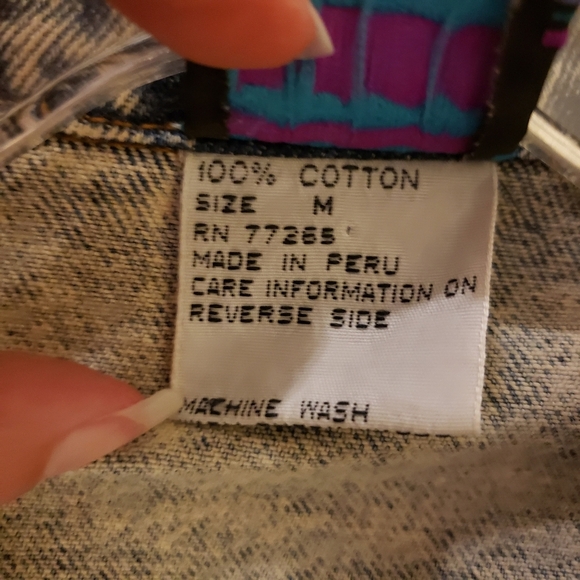 100% COTTON
SIZE M
RN 77265
MADE IN PERU
CARE INFORMATION ON
REVERSE SIDE
MACHINE WASH